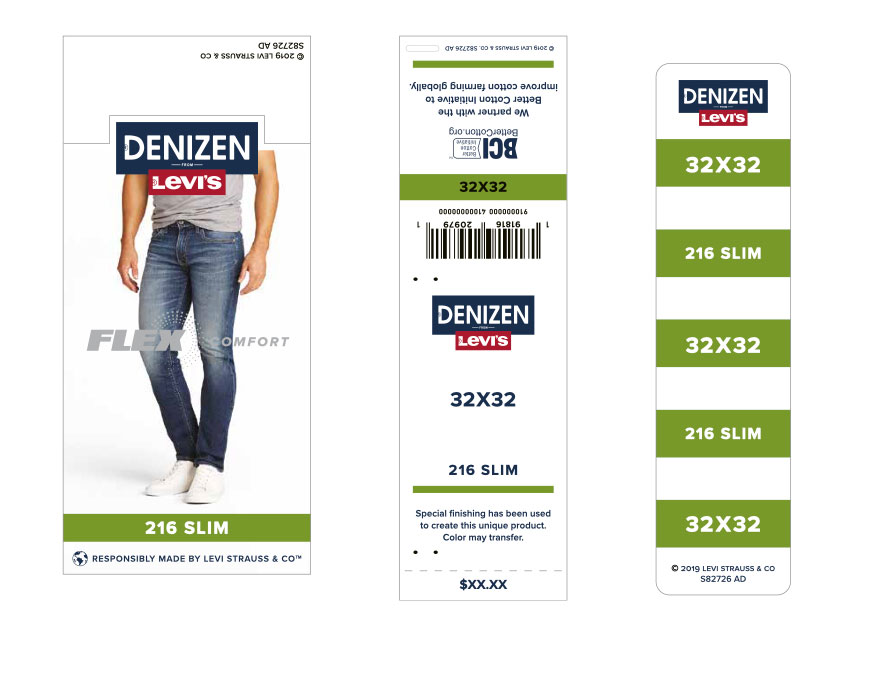 © 2019 LEVI STRAUSS & CO
S82726 AD
DENIZEN
FROM
Levi's
FLEX COMFORT
216 SLIM
RESPONSIBLY MADE BY LEVI STRAUSS & CO™
© 2019 LEVI STRAUSS & CO. S82726 AD
We partner with the
Better Cotton Initiative to
improve cotton farming globally.
BCI Better
Cotton
Initiative
BetterCotton.org
32X32
910000000 410000000000
1 91816 20979 1
DENIZEN
FROM
Levi's
32X32
216 SLIM
Special finishing has been used
to create this unique product.
Color may transfer.
$XX.XX
DENIZEN
FROM
Levi's
32X32
216 SLIM
32X32
216 SLIM
32X32
© 2019 LEVI STRAUSS & CO
S82726 AD